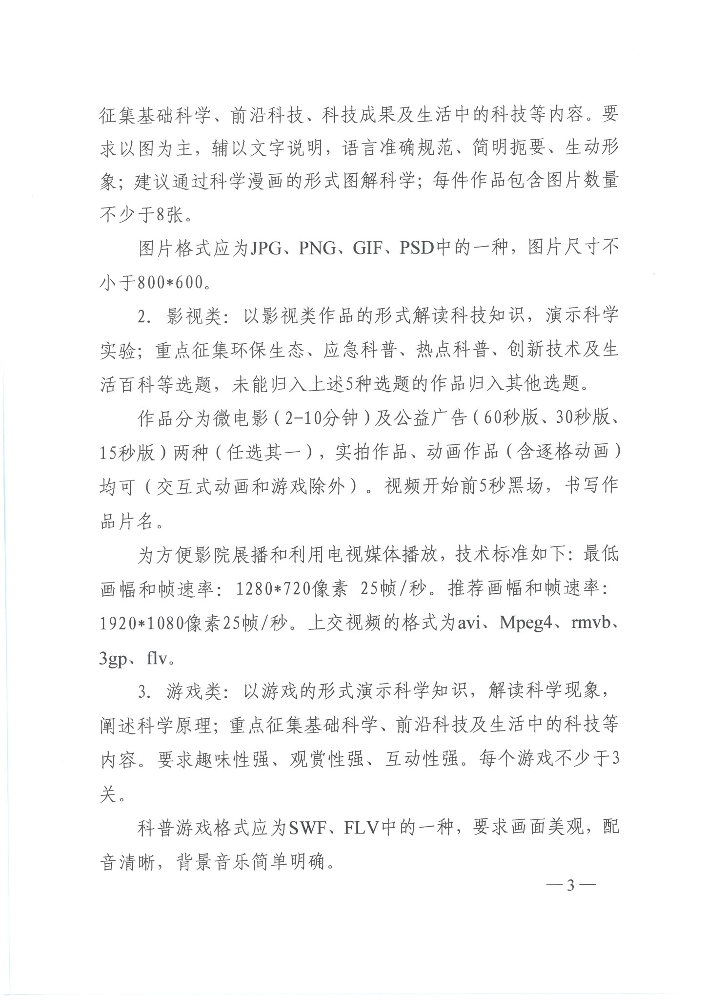 征集基础科学、前沿科技、科技成果及生活中的科技等内容。要
求以图为主，辅以文字说明，语言准确规范、简明扼要、生动形
象；建议通过科学漫画的形式图解科学；每件作品包含图片数量
不少于8张。
图片格式应为JPG、PNG、GIF、PSD中的一种，图片尺寸不
小于800*600。
2. 影视类：以影视类作品的形式解读科技知识，演示科学
实验；重点征集环保生态、应急科普、热点科普、创新技术及生
活百科等选题，未能归入上述5种选题的作品归入其他选题。
作品分为微电影（2-10分钟）及公益广告（60秒版、30秒版、
15秒版）两种（任选其一），实拍作品、动画作品（含逐格动画）
均可（交互式动画和游戏除外）。视频开始前5秒黑场，书写作
品片名。
为方便影院展播和利用电视媒体播放，技术标准如下：最低
画幅和帧速率：1280*720像素 25帧/秒。推荐画幅和帧速率：
1920*1080像素25帧/秒。上交视频的格式为avi、Mpeg4、rmvb、
3gp、flv。
3. 游戏类：以游戏的形式演示科学知识，解读科学现象，
阐述科学原理；重点征集基础科学、前沿科技及生活中的科技等
内容。要求趣味性强、观赏性强、互动性强。每个游戏不少于3
关。
科普游戏格式应为SWF、FLV中的一种，要求画面美观，配
音清晰，背景音乐简单明确。
— 3 —